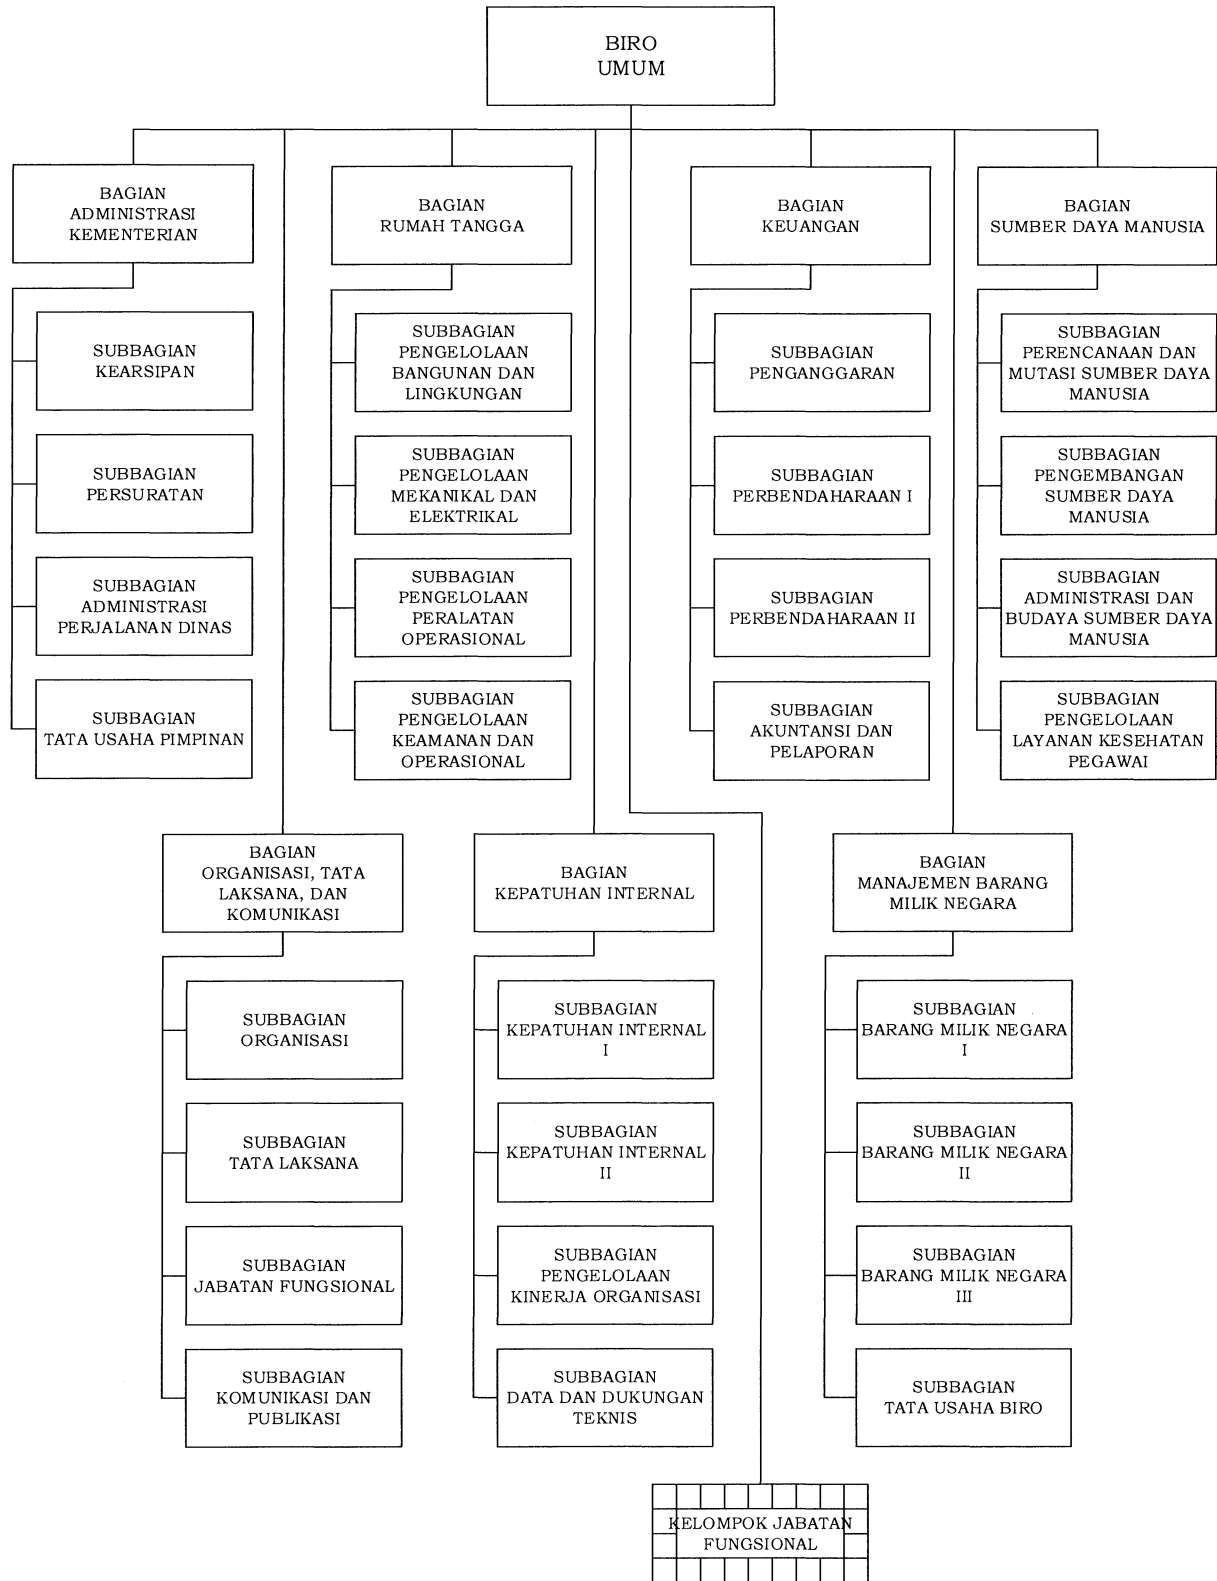 BIRO
UMUM
BAGIAN
ADMINISTRASI
KEMENTERIAN
BAGIAN
RUMAH TANGGA
BAGIAN
KEUANGAN
BAGIAN
SUMBER DAYA MANUSIA
SUBBAGIAN
KEARSIPAN
SUBBAGIAN
PERSURATAN
SUBBAGIAN
ADMINISTRASI
PERJALANAN DINAS
SUBBAGIAN
TATA USAHA PIMPINAN
SUBBAGIAN
PENGELOLAAN
BANGUNAN DAN
LINGKUNGAN
SUBBAGIAN
PENGELOLAAN
MEKANIKAL DAN
ELEKTRIKAL
SUBBAGIAN
PENGELOLAAN
PERALATAN
OPERASIONAL
SUBBAGIAN
PENGELOLAAN
KEAMANAN DAN
OPERASIONAL
SUBBAGIAN
PENGANGGARAN
SUBBAGIAN
PERBENDAHARAAN I
SUBBAGIAN
PERBENDAHARAAN II
SUBBAGIAN
AKUNTANSI DAN
PELAPORAN
SUBBAGIAN
PERENCANAAN DAN
MUTASI SUMBER DAYA
MANUSIA
SUBBAGIAN
PENGEMBANGAN
SUMBER DAYA
MANUSIA
SUBBAGIAN
ADMINISTRASI DAN
BUDAYA SUMBER DAYA
MANUSIA
SUBBAGIAN
PENGELOLAAN
LAYANAN KESEHATAN
PEGAWAI
BAGIAN
ORGANISASI, TATA
LAKSANA, DAN
KOMUNIKASI
BAGIAN
KEPATUHAN INTERNAL
BAGIAN
MANAJEMEN BARANG
MILIK NEGARA
SUBBAGIAN
ORGANISASI
SUBBAGIAN
TATA LAKSANA
SUBBAGIAN
JABATAN FUNGSIONAL
SUBBAGIAN
KOMUNIKASI DAN
PUBLIKASI
SUBBAGIAN
KEPATUHAN INTERNAL
I
SUBBAGIAN
KEPATUHAN INTERNAL
II
SUBBAGIAN
PENGELOLAAN
KINERJA ORGANISASI
SUBBAGIAN
DATA DAN DUKUNGAN
TEKNIS
SUBBAGIAN
BARANG MILIK NEGARA
I
SUBBAGIAN
BARANG MILIK NEGARA
II
SUBBAGIAN
BARANG MILIK NEGARA
III
SUBBAGIAN
TATA USAHA BIRO
KELOMPOK JABATAN
FUNGSIONAL